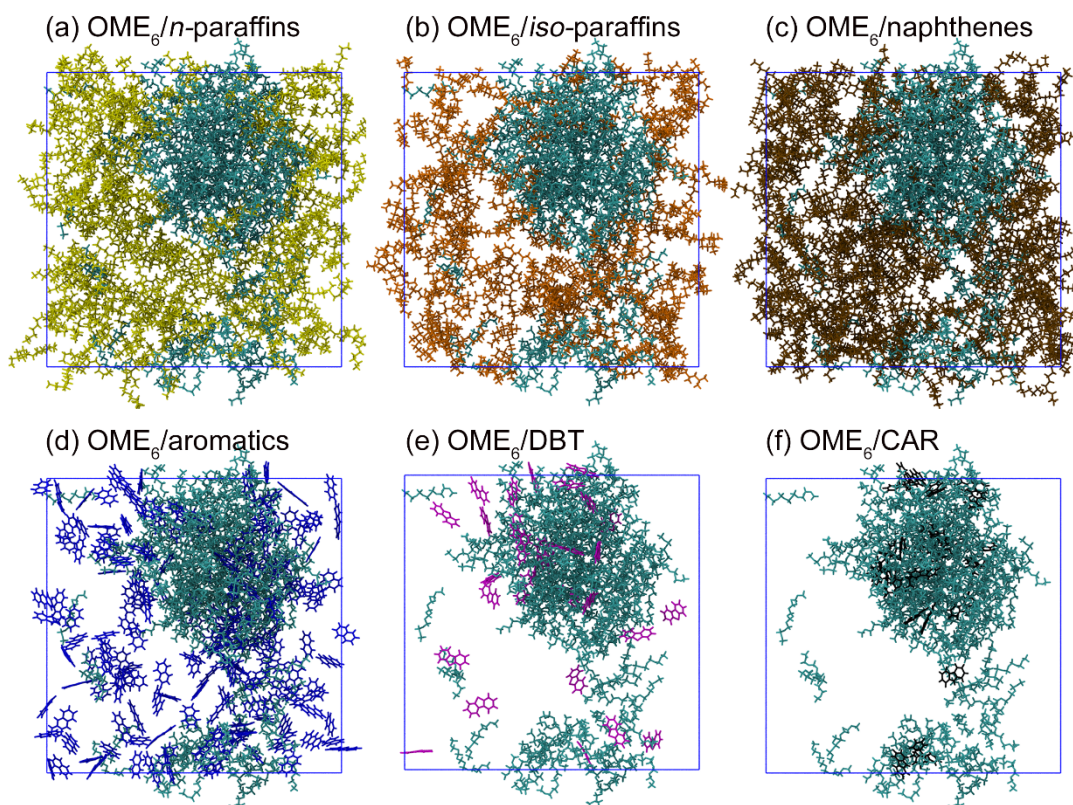 (a) OME₆/n-paraffins
(b) OME₆/iso-paraffins
(c) OME₆/naphthenes
(d) OME₆/aromatics
(e) OME₆/DBT
(f) OME₆/CAR